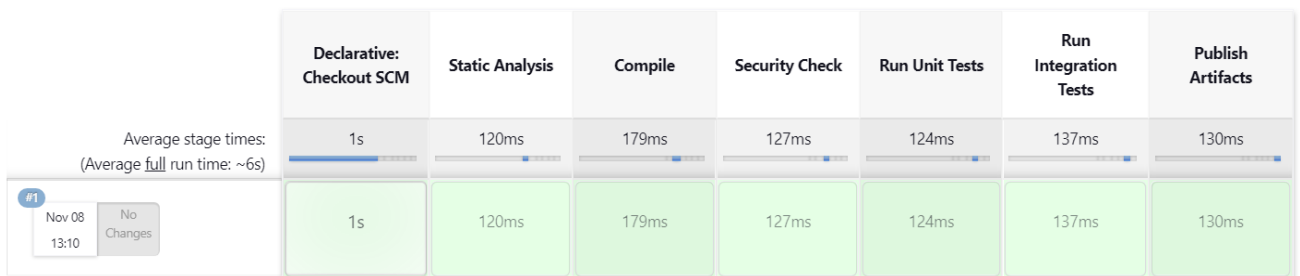 Declarative:
Checkout SCM
Static Analysis
Compile
Security Check
Run Unit Tests
Run
Integration
Tests
Publish
Artifacts
Average stage times:
(Average full run time: ~6s)
1s
120ms
179ms
127ms
124ms
137ms
130ms
#1
Nov 08
13:10
No
Changes
1s
120ms
179ms
127ms
124ms
137ms
130ms